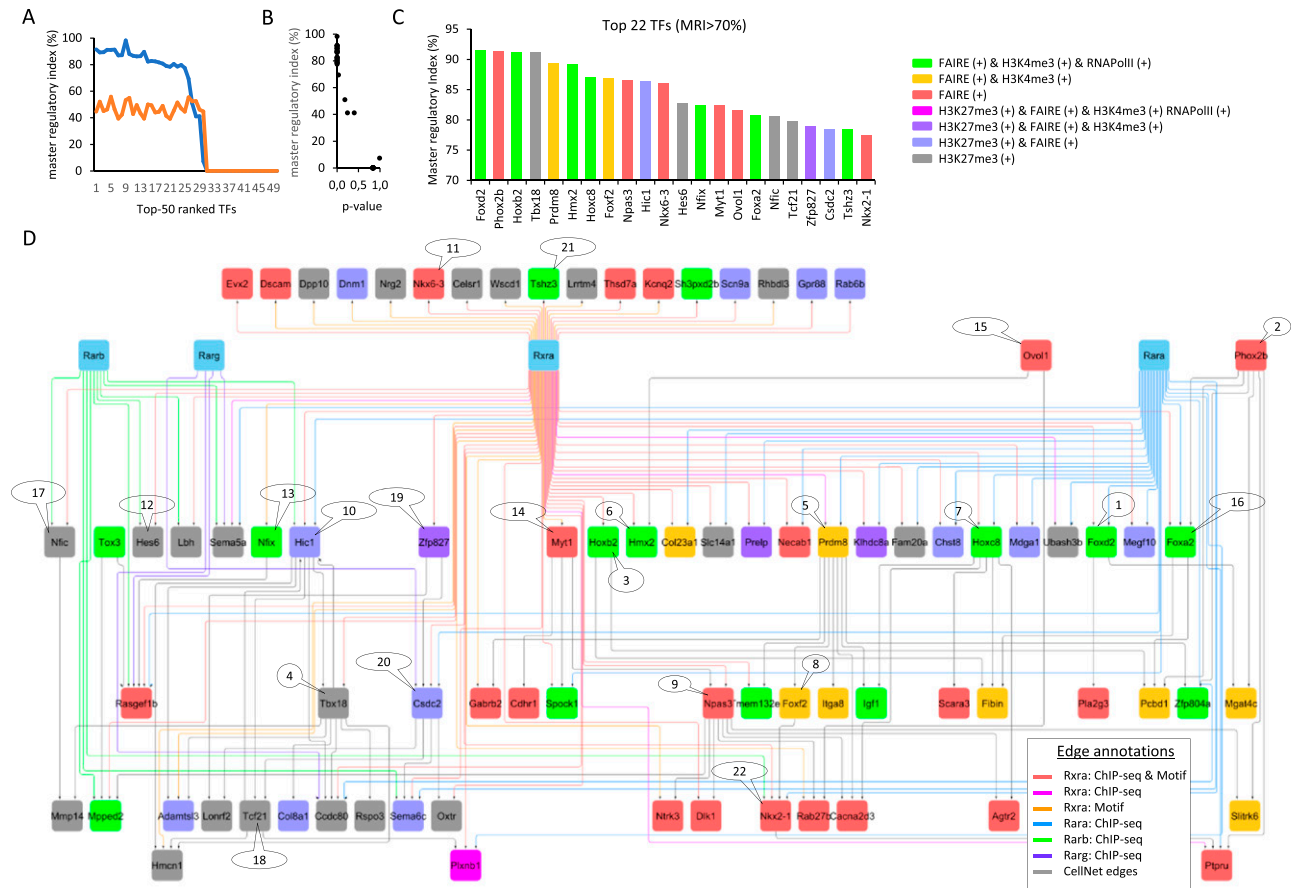 A
B
C
D
master regulatory index (%)
100
80
60
40
20
0
1 5 9 13 17 21 25 29 33 37 41 45 49
Top-50 ranked TFs
master regulatory index (%)
100
80
60
40
20
0
0,0 0,5 1,0
p-value
Top 22 TFs (MRI>70%)
Master regulatory Index (%)
95
90
85
80
75
70
Foxd2
Phox2b
Hoxb2
Tbx18
Prdm8
Hmx2
Hoxc8
Foxf2
Npas3
Hic1
Nkx6-3
Hes6
Nfix
Myt1
Ovol1
Foxa2
Nfic
Tcf21
Zfp827
Csdc2
Tshz3
Nkx2-1
FAIRE (+) & H3K4me3 (+) & RNAPolII (+)
FAIRE (+) & H3K4me3 (+)
FAIRE (+)
H3K27me3 (+) & FAIRE (+) & H3K4me3 (+) RNAPolII (+)
H3K27me3 (+) & FAIRE (+) & H3K4me3 (+)
H3K27me3 (+) & FAIRE (+)
H3K27me3 (+)
11 21
Evx2 Dscam Dpp10 Dnm1 Nrg2 Nkx6-3 Celsr1 Wscd1 Tshz3 Lrrtm4 Thsd7a Kcnq2 Sh3pxd2b Scn9a Rhbdl3 Gpr88 Rab6b
15 2
Rarb Rarg Rxra Ovol1 Rara Phox2b
17 12 13 10 19 14 6 5 7 1 16
Nfic Tox3 Hes6 Lbh Sema5a Nfix Hic1 Zfp827 Myt1 Hoxb2 Hmx2 Col23a1 Slc14a1 Prelp Necab1 Prdm8 Klhdc8a Fam20a Chst8 Hoxc8 Mdga1 Ubash3b Foxd2 Megf10 Foxa2
3
4 20 9 8
Rasgef1b Tbx18 Csdc2 Gabrb2 Cdhr1 Spock1 Npas3 Tmem132e Foxf2 Itga8 Igf1 Scara3 Fibin Pla2g3 Pcbd1 Zfp804a Mgat4c
22
Mmp14 Mpped2 Adamtsl3 Lonrf2 Tcf21 Col8a1 Ccdc80 Rspo3 Sema6c Oxtr Ntrk3 Dlk1 Nkx2-1 Rab27b Cacna2d3 Agtr2 Slitrk6
18
Hmcn1 Plxnb1 Ptpru
Edge annotations
Rxra: ChIP-seq & Motif
Rxra: ChIP-seq
Rxra: Motif
Rara: ChIP-seq
Rarb: ChIP-seq
Rarg: ChIP-seq
CellNet edges